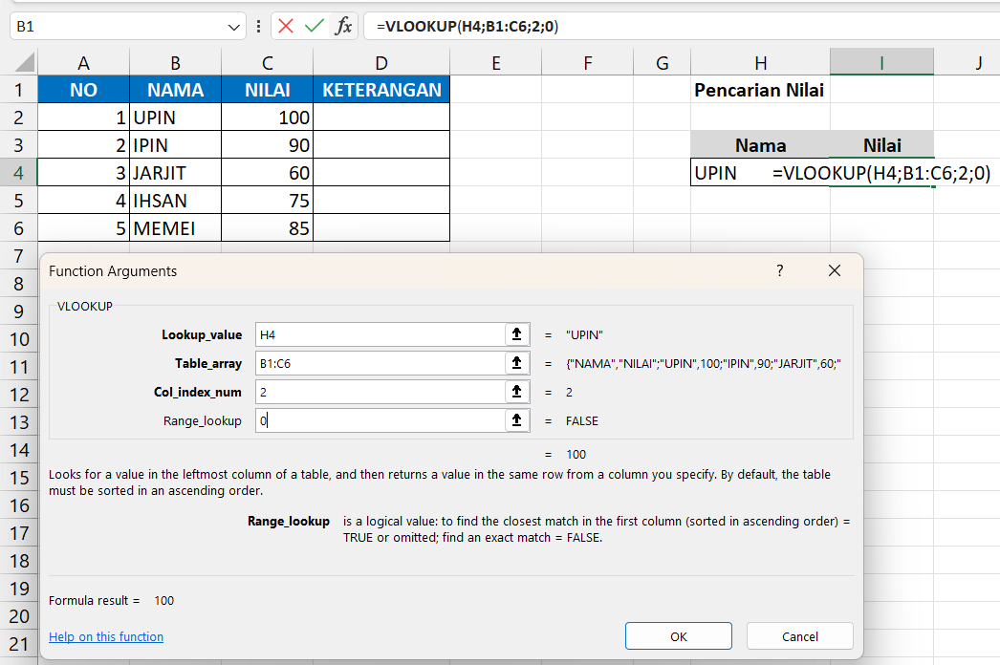 B1 fx =VLOOKUP(H4;B1:C6;2;0)
A B C D E F G H I J
1 NO NAMA NILAI KETERANGAN Pencarian Nilai
2 1 UPIN 100
3 2 IPIN 90 Nama Nilai
4 3 JARJIT 60 UPIN =VLOOKUP(H4;B1:C6;2;0)
5 4 IHSAN 75
6 5 MEMEI 85
7
8
9
10
11
12
13
14
15
16
17
18
19
20
21
Function Arguments ?
VLOOKUP
Lookup_value H4 = "UPIN"
Table_array B1:C6 = {"NAMA","NILAI";"UPIN",100;"IPIN",90;"JARJIT",60;"
Col_index_num 2 = 2
Range_lookup 0 = FALSE
= 100
Looks for a value in the leftmost column of a table, and then returns a value in the same row from a column you specify. By default, the table
must be sorted in an ascending order.
Range_lookup is a logical value: to find the closest match in the first column (sorted in ascending order) =
TRUE or omitted; find an exact match = FALSE.
Formula result = 100
Help on this function OK Cancel